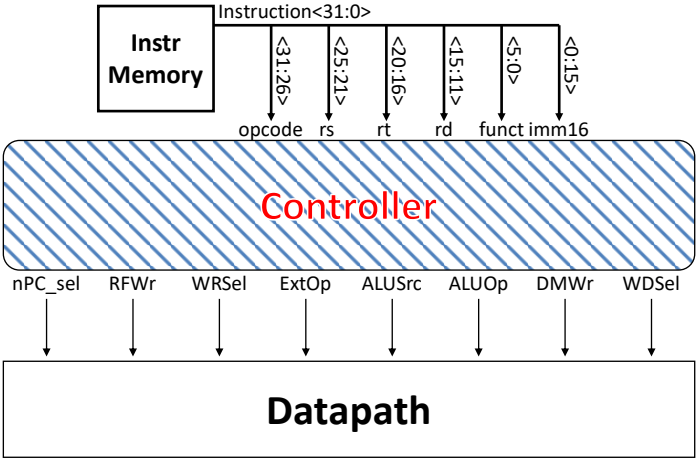 Instruction<31:0>
Instr
Memory
<31:26>
<25:21>
<20:16>
<15:11>
<5:0>
<0:15>
opcode rs rt rd funct imm16
Controller
nPC_sel RFWr WRSel ExtOp ALUSrc ALUOp DMWr WDSel
Datapath